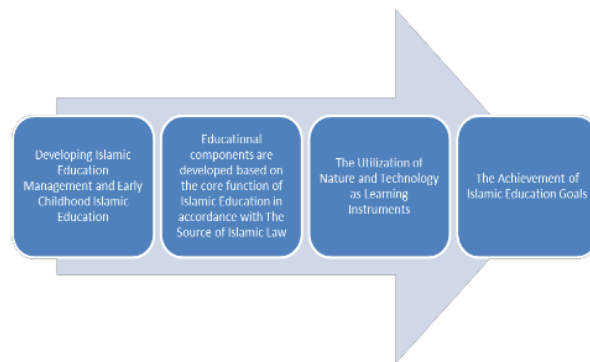 Developing Islamic
Education
Management and Early
Childhood Islamic
Education
Educational
components are
developed based on
the core function of
Islamic Education in
accordance with The
Source of Islamic Law
The Utilization of
Nature and Technology
as Learning
Instruments
The Achievement of
Islamic Education Goals